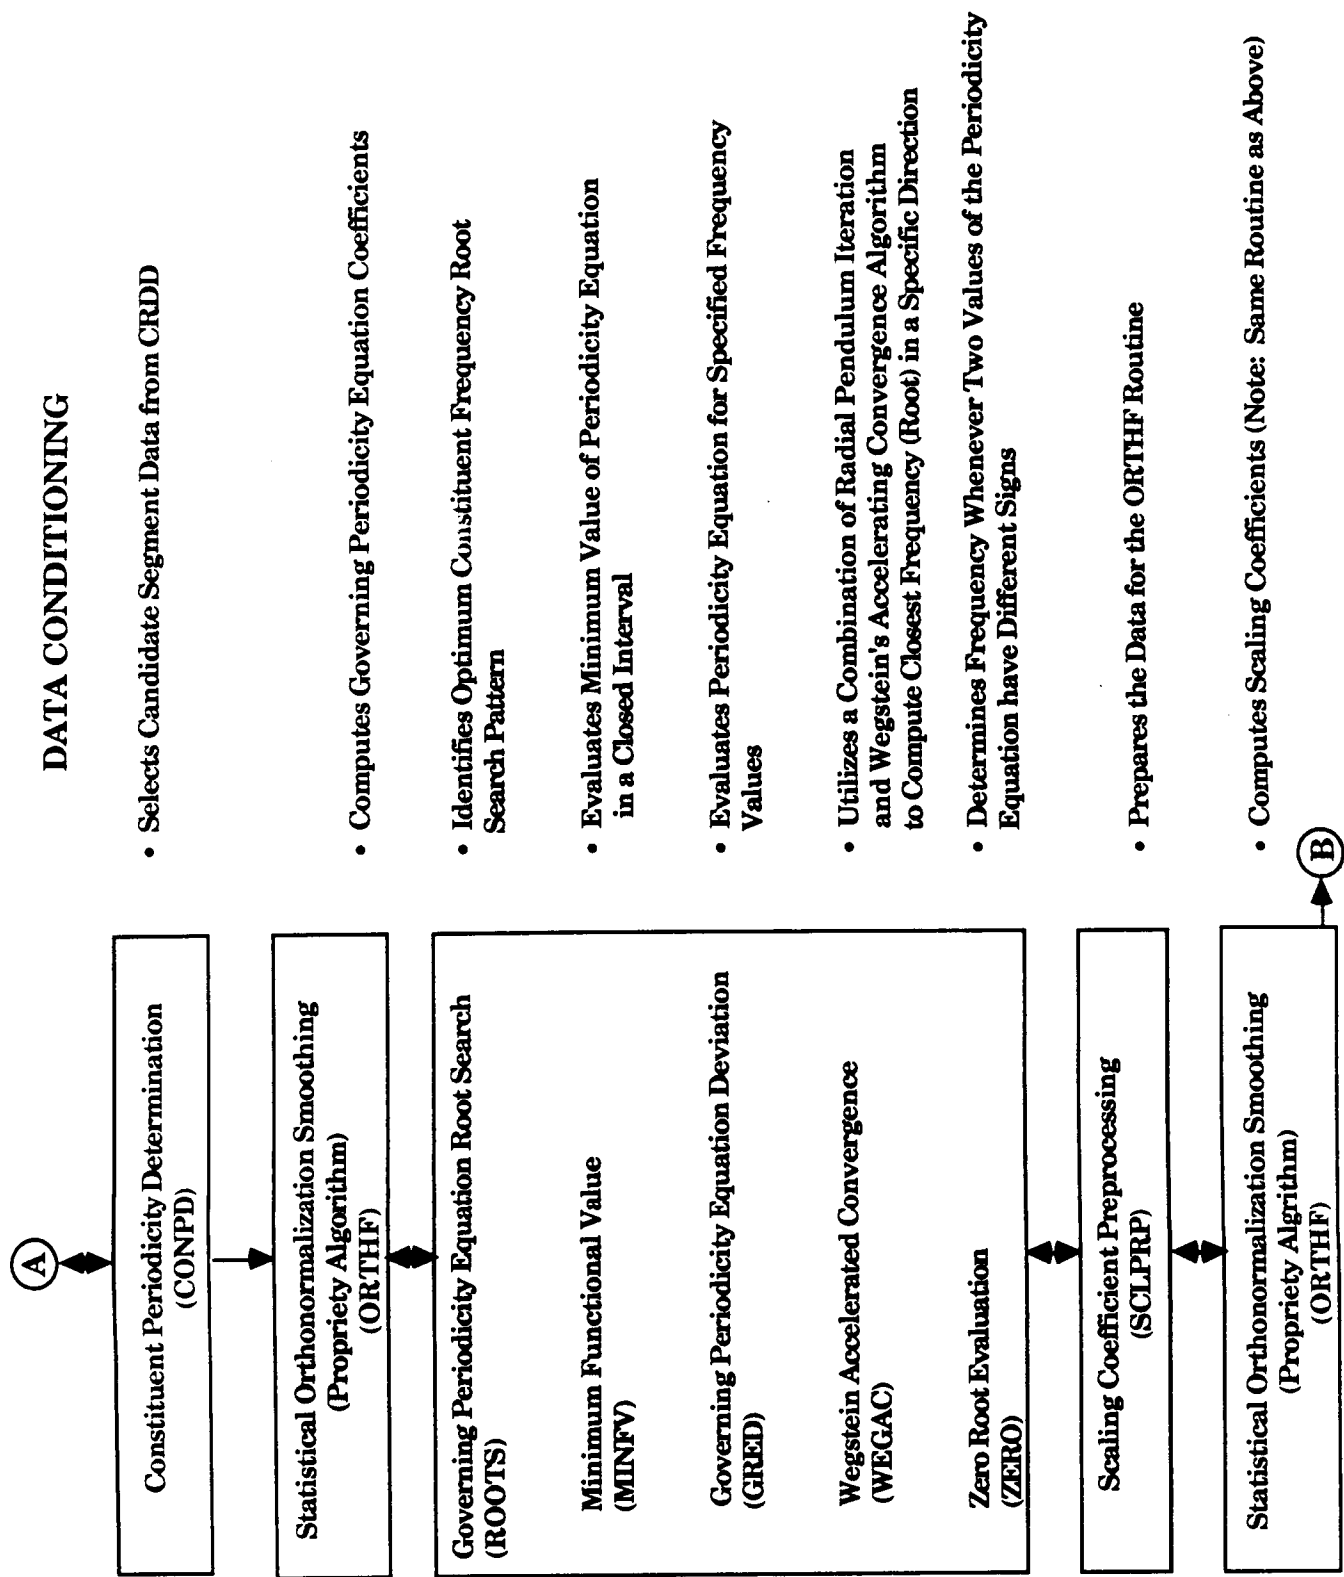 DATA CONDITIONING
A
Constituent Periodicity Determination
(CONPD)
• Selects Candidate Segment Data from CRDD
Statistical Orthonormalization Smoothing
(Propriety Algorithm)
(ORTHF)
• Computes Governing Periodicity Equation Coefficients
Governing Periodicity Equation Root Search
(ROOTS)
• Identifies Optimum Constituent Frequency Root
Search Pattern
Minimum Functional Value
(MINFV)
• Evaluates Minimum Value of Periodicity Equation
in a Closed Interval
Governing Periodicity Equation Deviation
(GRED)
• Evaluates Periodicity Equation for Specified Frequency
Values
Wegstein Accelerated Convergence
(WEGAC)
• Utilizes a Combination of Radial Pendulum Iteration
and Wegstein's Accelerating Convergence Algorithm
to Compute Closest Frequency (Root) in a Specific Direction
Zero Root Evaluation
(ZERO)
• Determines Frequency Whenever Two Values of the Periodicity
Equation have Different Signs
Scaling Coefficient Preprocessing
(SCLPRP)
• Prepares the Data for the ORTHF Routine
Statistical Orthonormalization Smoothing
(Propriety Algrithm)
(ORTHF)
• Computes Scaling Coefficients (Note: Same Routine as Above)
B